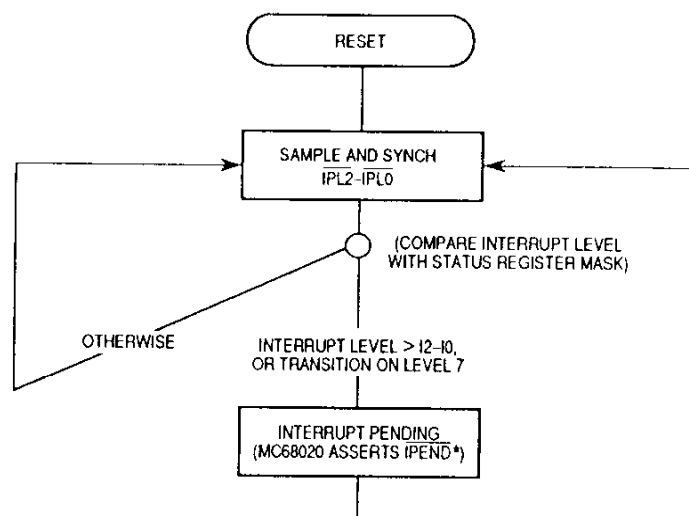 RESET
SAMPLE AND SYNCH
IPL2-IPL0
(COMPARE INTERRUPT LEVEL
WITH STATUS REGISTER MASK)
OTHERWISE
INTERRUPT LEVEL > I2–I0,
OR TRANSITION ON LEVEL 7
INTERRUPT PENDING
(MC68020 ASSERTS IPEND*)